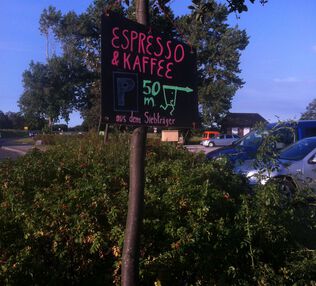 ESPRESSO
& KAFFEE
P 50
m
aus dem Siebträger